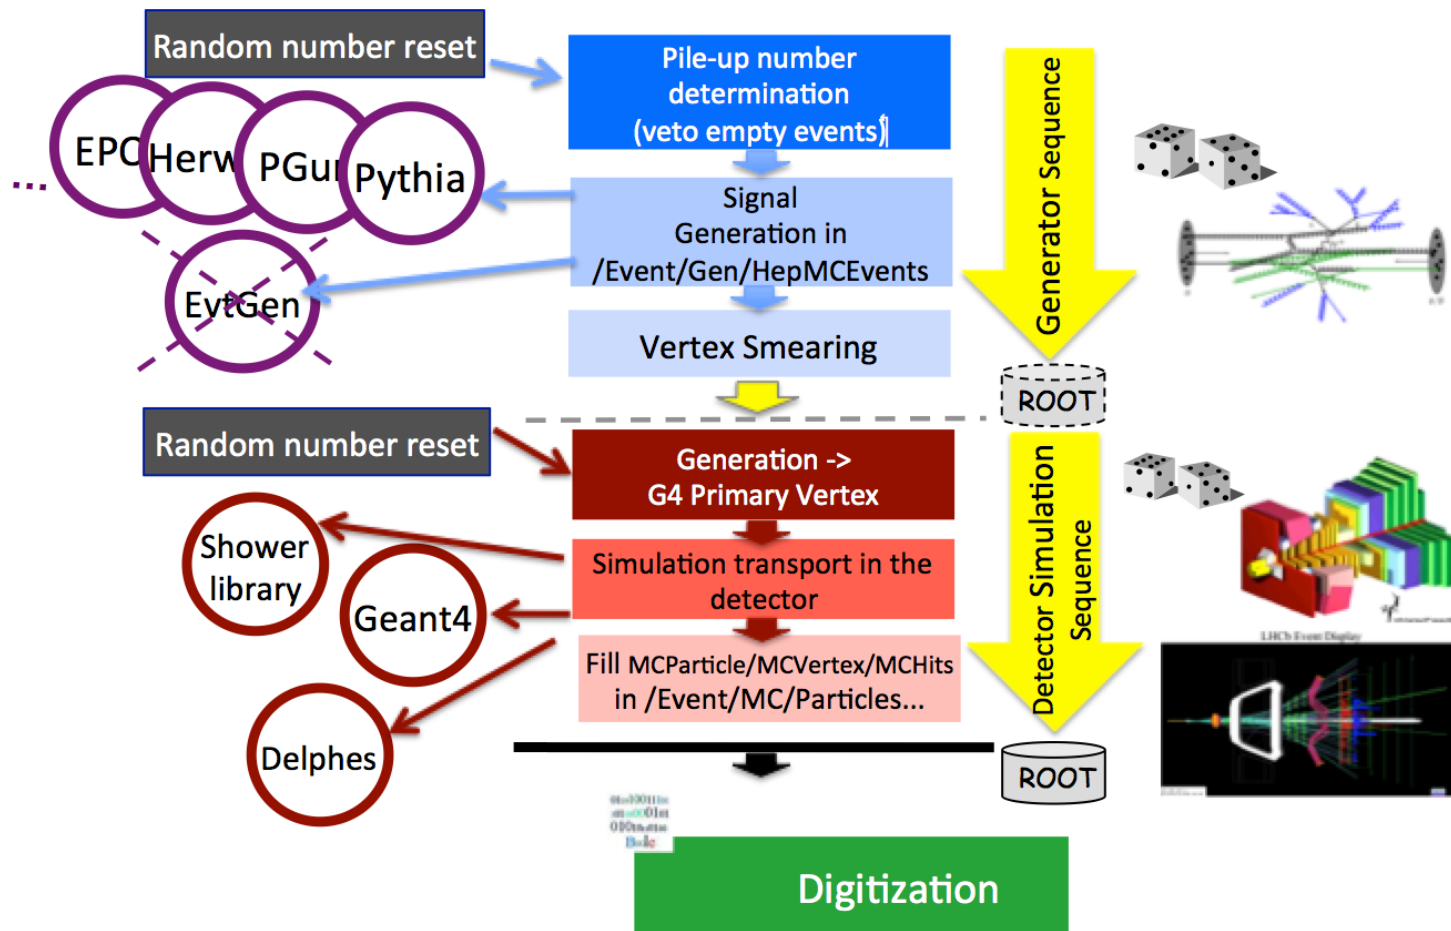 Random number reset
Pile-up number
determination
(veto empty events)
EPO
Herw
PGun
Pythia
...
Signal
Generation in
/Event/Gen/HepMCEvents
EvtGen
Vertex Smearing
Generator Sequence
ROOT
Random number reset
Generation ->
G4 Primary Vertex
Shower
library
Simulation transport in the
detector
Geant4
Fill MCParticle/MCVertex/MCHits
in /Event/MC/Particles...
Delphes
Detector Simulation
Sequence
LHCb Event Display
ROOT
Digitization